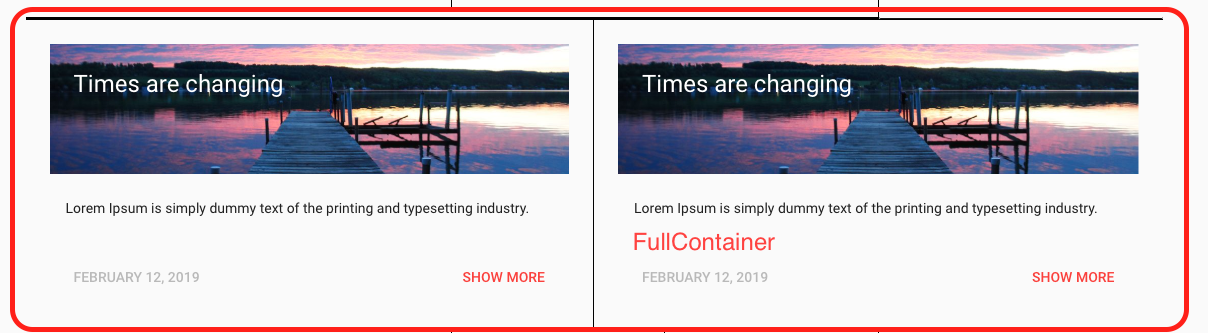 Times are changing
Lorem Ipsum is simply dummy text of the printing and typesetting industry.
FEBRUARY 12, 2019 SHOW MORE
Times are changing
Lorem Ipsum is simply dummy text of the printing and typesetting industry.
FullContainer
FEBRUARY 12, 2019 SHOW MORE